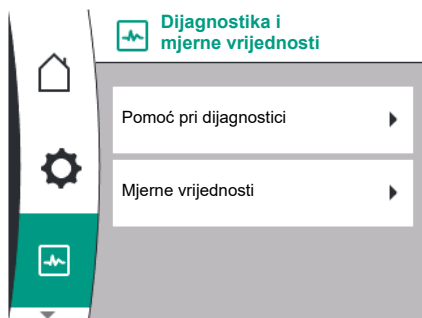 Dijagnostika i
mjerne vrijednosti
Pomoć pri dijagnostici
Mjerne vrijednosti